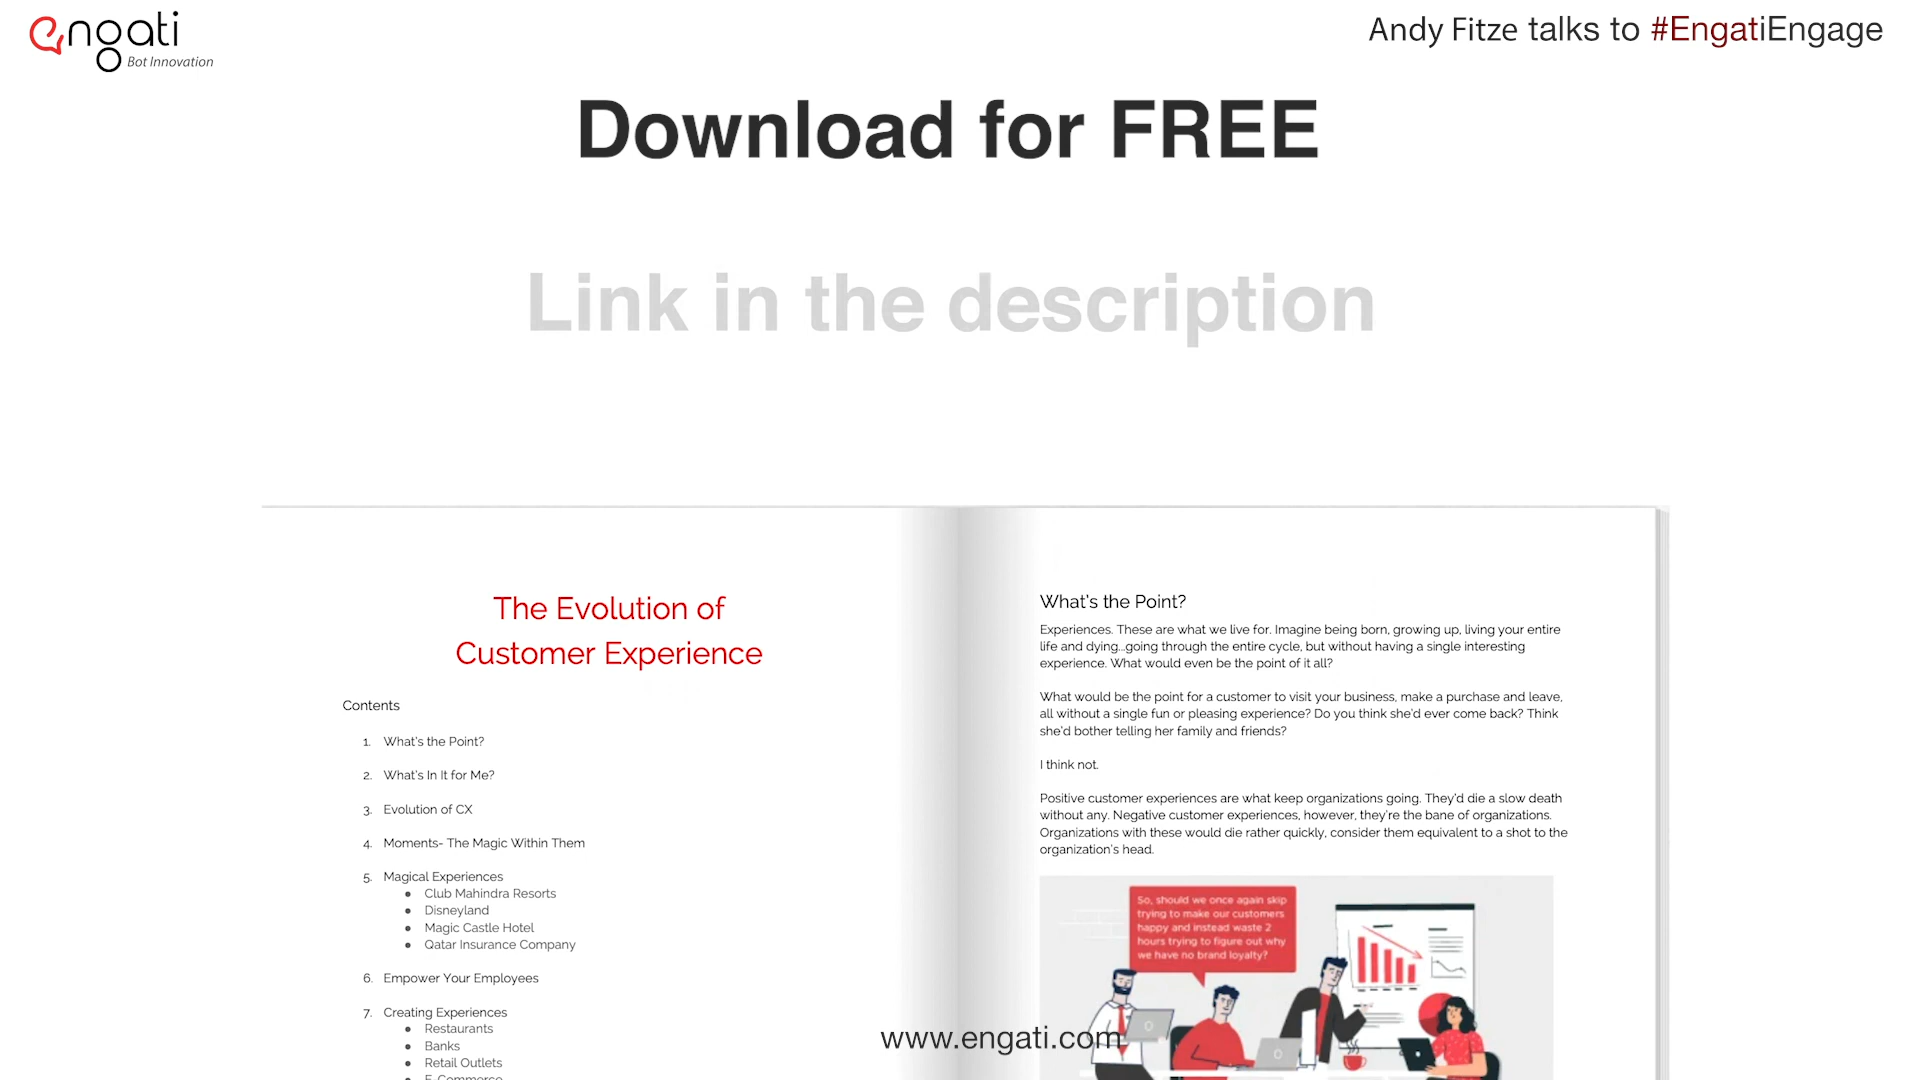 engati
Bot Innovation
Andy Fitze talks to #EngatiEngage
Download for FREE
Link in the description
The Evolution of
Customer Experience
Contents
1. What's the Point?
2. What's In It for Me?
3. Evolution of CX
4. Moments- The Magic Within Them
5. Magical Experiences
● Club Mahindra Resorts
● Disneyland
● Magic Castle Hotel
● Qatar Insurance Company
6. Empower Your Employees
7. Creating Experiences
● Restaurants
● Banks
● Retail Outlets
● E-Commerce
What's the Point?
Experiences. These are what we live for. Imagine being born, growing up, living your entire
life and dying...going through the entire cycle, but without having a single interesting
experience. What would even be the point of it all?
What would be the point for a customer to visit your business, make a purchase and leave,
all without a single fun or pleasing experience? Do you think she'd ever come back? Think
she'd bother telling her family and friends?
I think not.
Positive customer experiences are what keep organizations going. They'd die a slow death
without any. Negative customer experiences, however, they're the bane of organizations.
Organizations with these would die rather quickly, consider them equivalent to a shot to the
organization's head.
So, should we once again skip
trying to make our customers
happy and instead waste 2
hours trying to figure out why
we have no brand loyalty?
www.engati.com